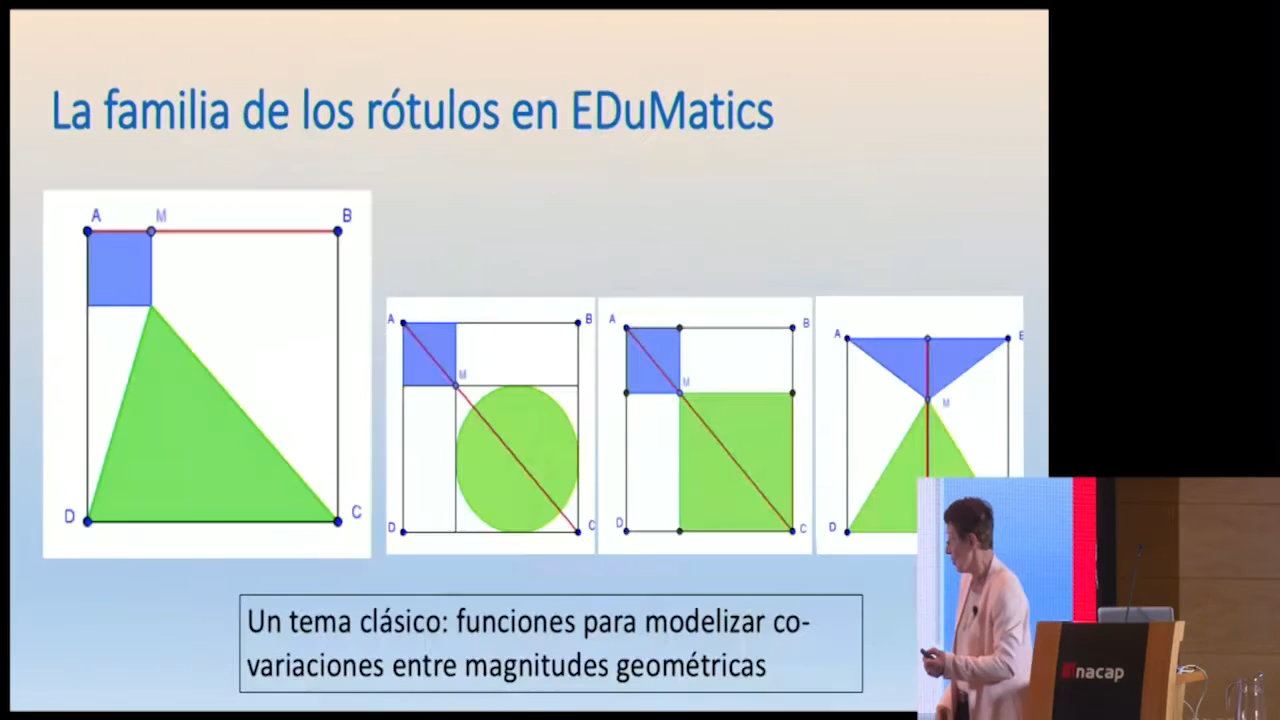 La familia de los rótulos en EDuMatics
A M B
D C
A B
M
D C
A B
M
D C
A
M
D
Un tema clásico: funciones para modelizar co-
variaciones entre magnitudes geométricas
inacap